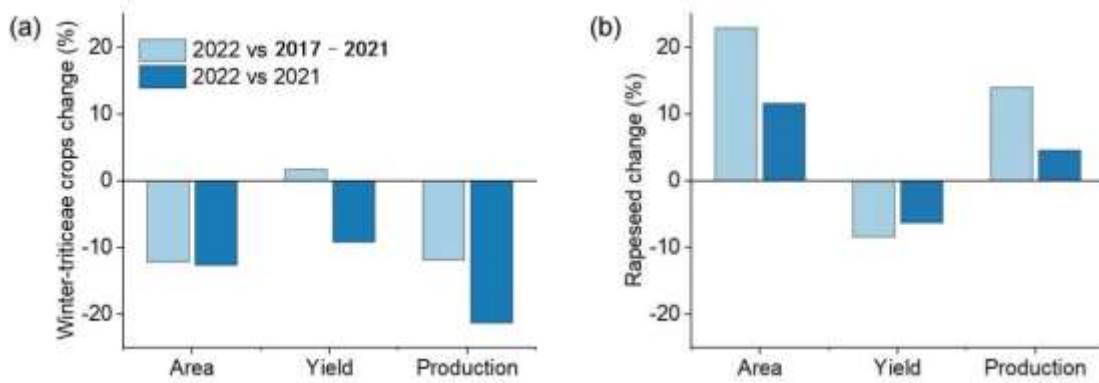 (a)
Winter-triticeae crops change (%)
20
10
0
-10
-20
2022 vs 2017 - 2021
2022 vs 2021
Area Yield Production
(b)
Rapeseed change (%)
20
10
0
-10
-20
Area Yield Production